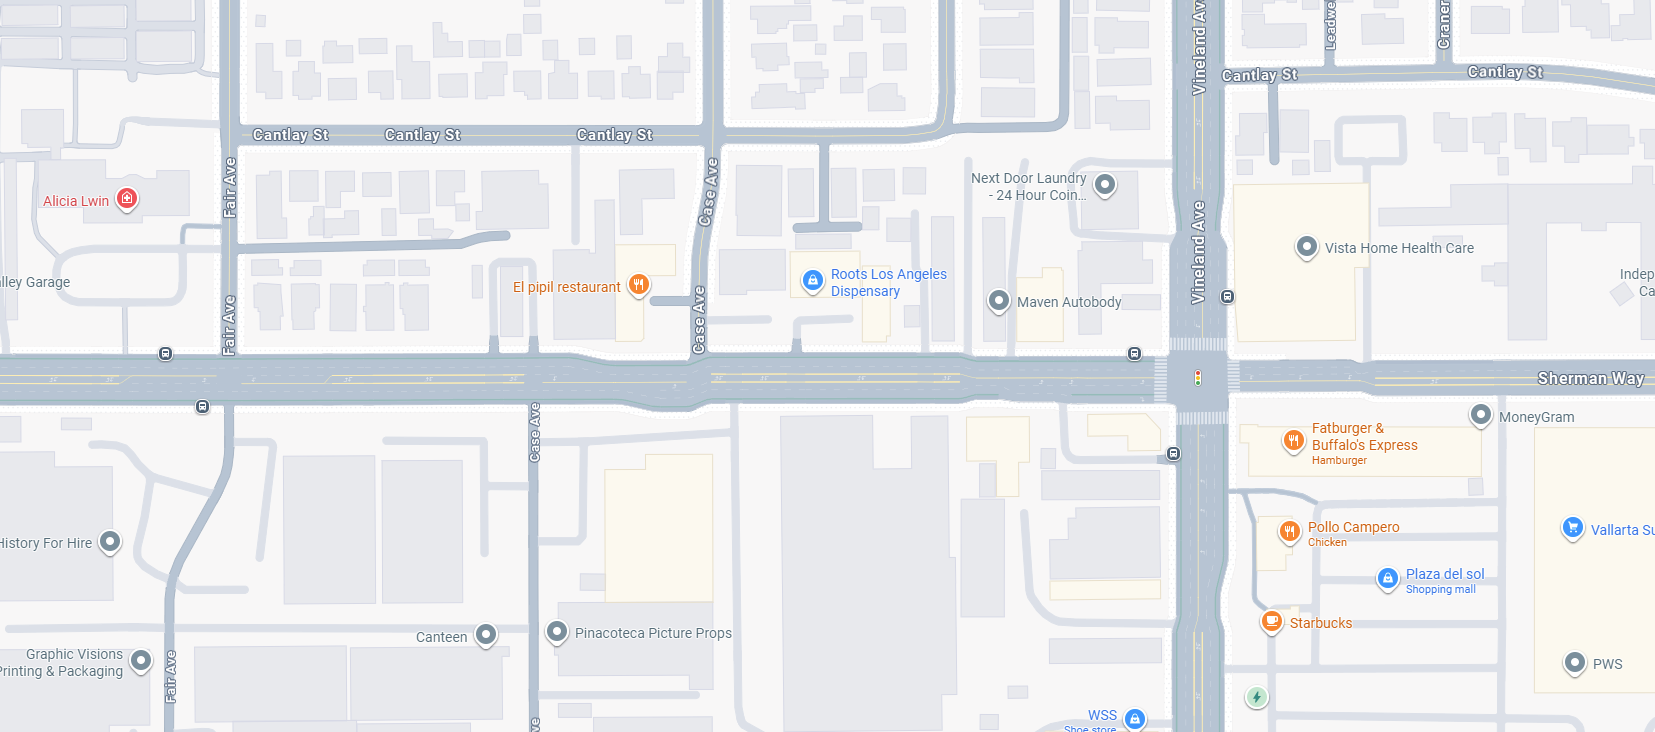 Vineland Ave
Leadwe
Craner
Cantlay St
Cantlay St
Cantlay St
Cantlay St
Cantlay St
Fair Ave
Case Ave
Alicia Lwin
Next Door Laundry
- 24 Hour Coin...
Vineland Ave
Vista Home Health Care
lley Garage
El pipil restaurant
Roots Los Angeles
Dispensary
Maven Autobody
Indep
Ca
Fair Ave
Case Ave
Sherman Way
MoneyGram
Case Ave
Fatburger &
Buffalo's Express
Hamburger
History For Hire
Pollo Campero
Chicken
Vallarta Su
Plaza del sol
Shopping mall
Starbucks
Canteen
Pinacoteca Picture Props
Graphic Visions
Printing & Packaging
Fair Ave
PWS
WSS
Shoe store
Ave